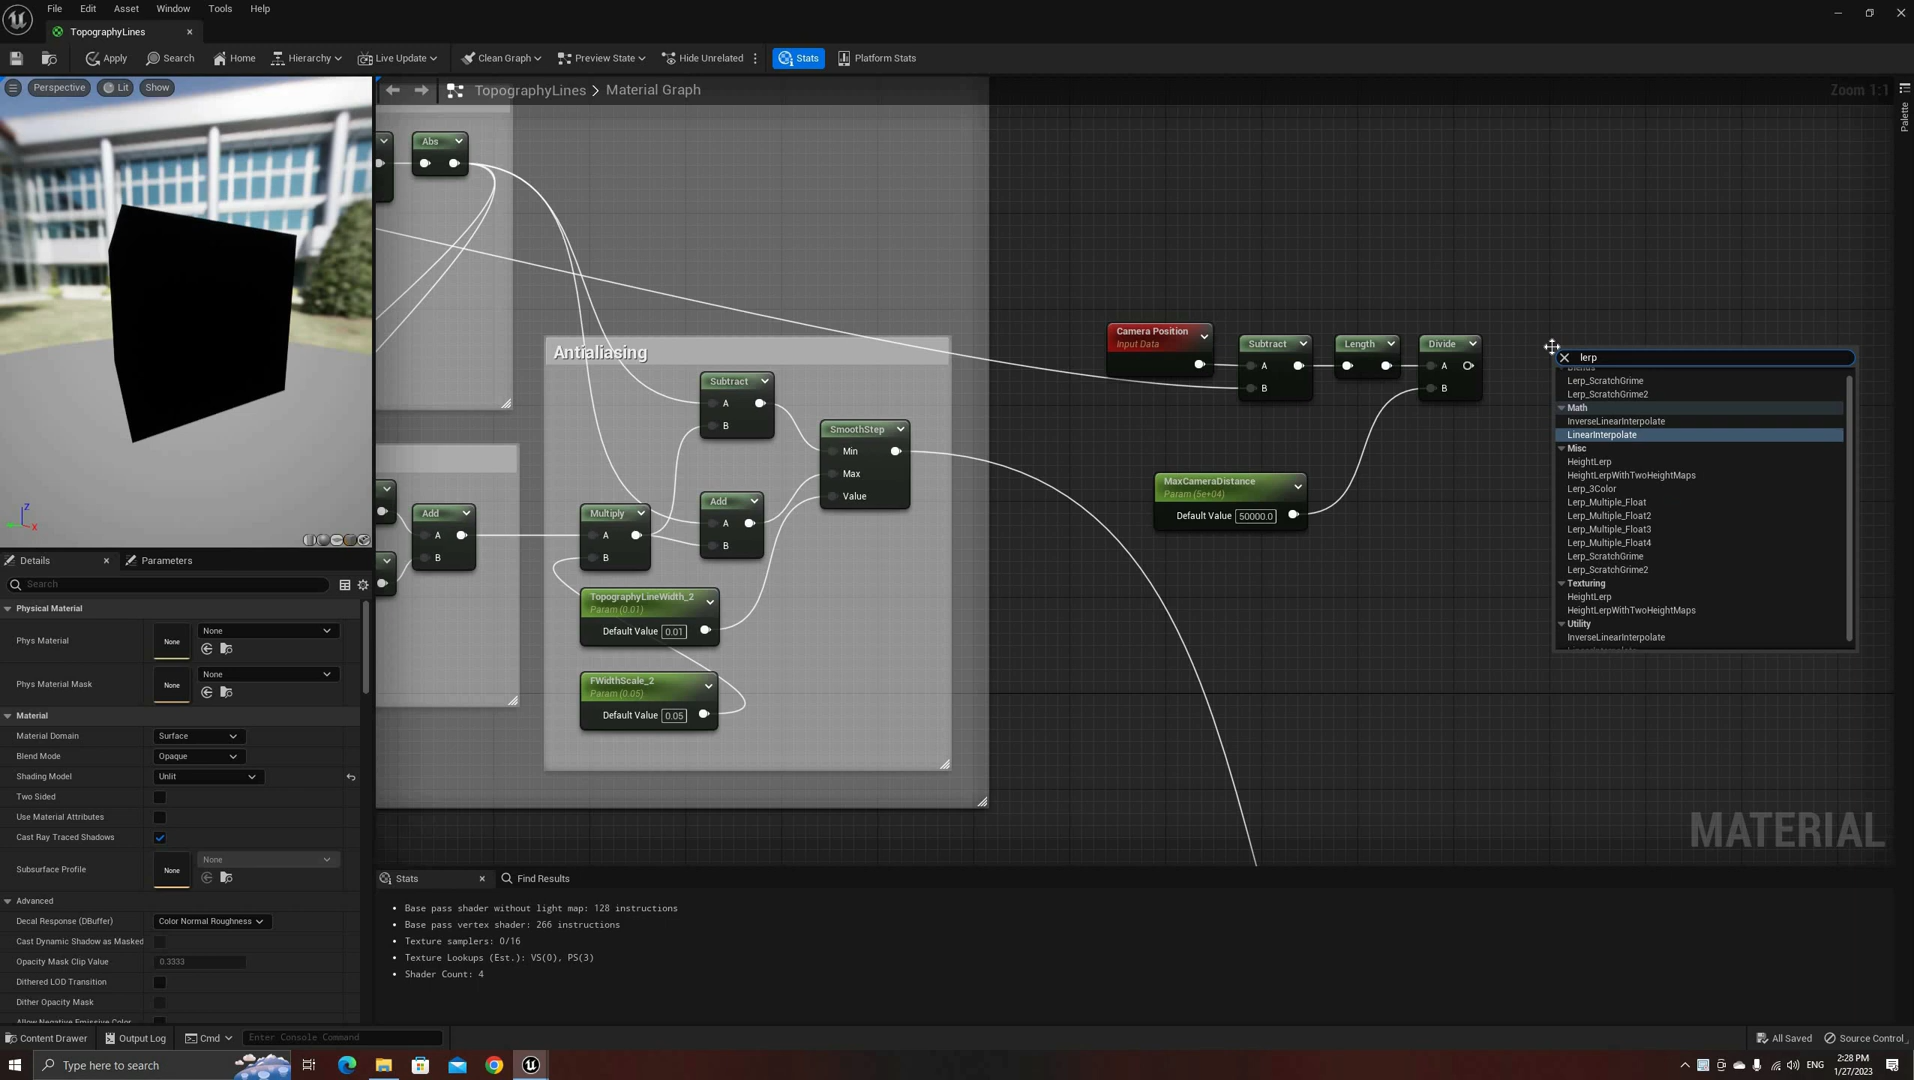 File Edit Asset Window Tools Help
TopographyLines
Apply Search Home Hierarchy Live Update Clean Graph Preview State Hide Unrelated Stats Platform Stats
Perspective Lit Show
TopographyLines > Material Graph
Zoom 1:1
Palette
Abs
Antialiasing
Subtract
A
B
SmoothStep
Min
Max
Value
Add
A
B
Add
A
B
Multiply
A
B
TopographyLineWidth_2
Param (0.01)
Default Value 0.01
FWidthScale_2
Param (0.05)
Default Value 0.05
Camera Position
Input Data
Subtract
A
B
Length
Divide
A
B
MaxCameraDistance
Param (5e+04)
Default Value 50000.0
lerp
Blends
Lerp_ScratchGrime
Lerp_ScratchGrime2
Math
InverseLinearInterpolate
LinearInterpolate
Misc
HeightLerp
HeightLerpWithTwoHeightMaps
Lerp_3Color
Lerp_Multiple_Float
Lerp_Multiple_Float2
Lerp_Multiple_Float3
Lerp_Multiple_Float4
Lerp_ScratchGrime
Lerp_ScratchGrime2
Texturing
HeightLerp
HeightLerpWithTwoHeightMaps
Utility
InverseLinearInterpolate
MATERIAL
Z
X
Details Parameters
Search
Physical Material
Phys Material None None
Phys Material Mask None None
Material
Material Domain Surface
Blend Mode Opaque
Shading Model Unlit
Two Sided
Use Material Attributes
Cast Ray Traced Shadows
Subsurface Profile None None
Advanced
Decal Response (DBuffer) Color Normal Roughness
Cast Dynamic Shadow as Masked
Opacity Mask Clip Value 0.3333
Dithered LOD Transition
Dither Opacity Mask
Allow Negative Emissive Color
Stats Find Results
Base pass shader without light map: 128 instructions
Base pass vertex shader: 266 instructions
Texture samplers: 0/16
Texture Lookups (Est.): VS(0), PS(3)
Shader Count: 4
Content Drawer Output Log Cmd Enter Console Command All Saved Source Control
Type here to search
ENG
2:28 PM
1/27/2023